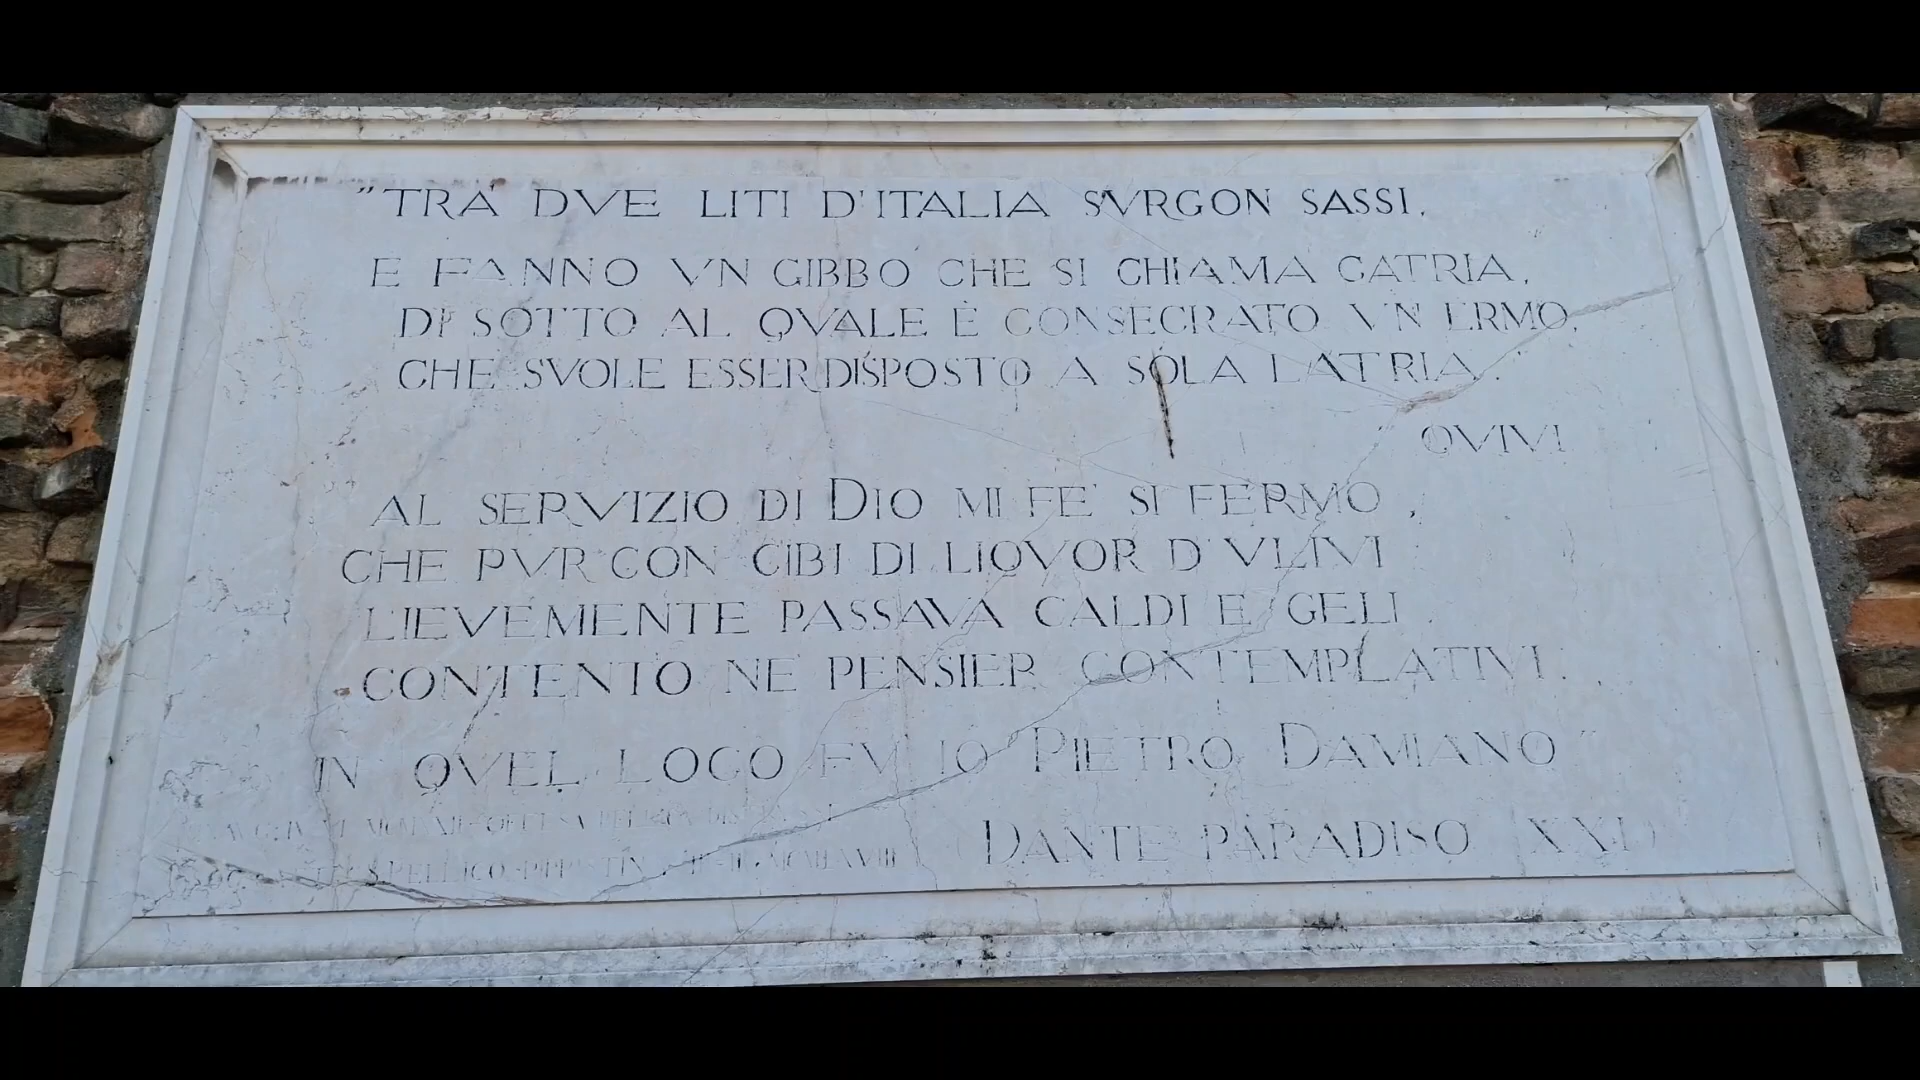 "TRA' DVE LITI D'ITALIA SVRGON SASSI,
E FANNO VN GIBBO CHE SI CHIAMA CATRIA,
DI SOTTO AL QVALE È CONSECRATO VN ERMO,
CHE SVOLE ESSER DISPOSTO A SOLA LATRIA.
QVIVI
AL SERVIZIO DI DIO MI FE' SI FERMO,
CHE PVR CON CIBI DI LIQVOR D'VLIVI
LIEVEMENTE PASSAVA CALDI E GELI
CONTENTO NE PENSIER CONTEMPLATIVI.
IN QVEL LOCO FV IO PIETRO DAMIANO"
DANTE PARADISO XXI